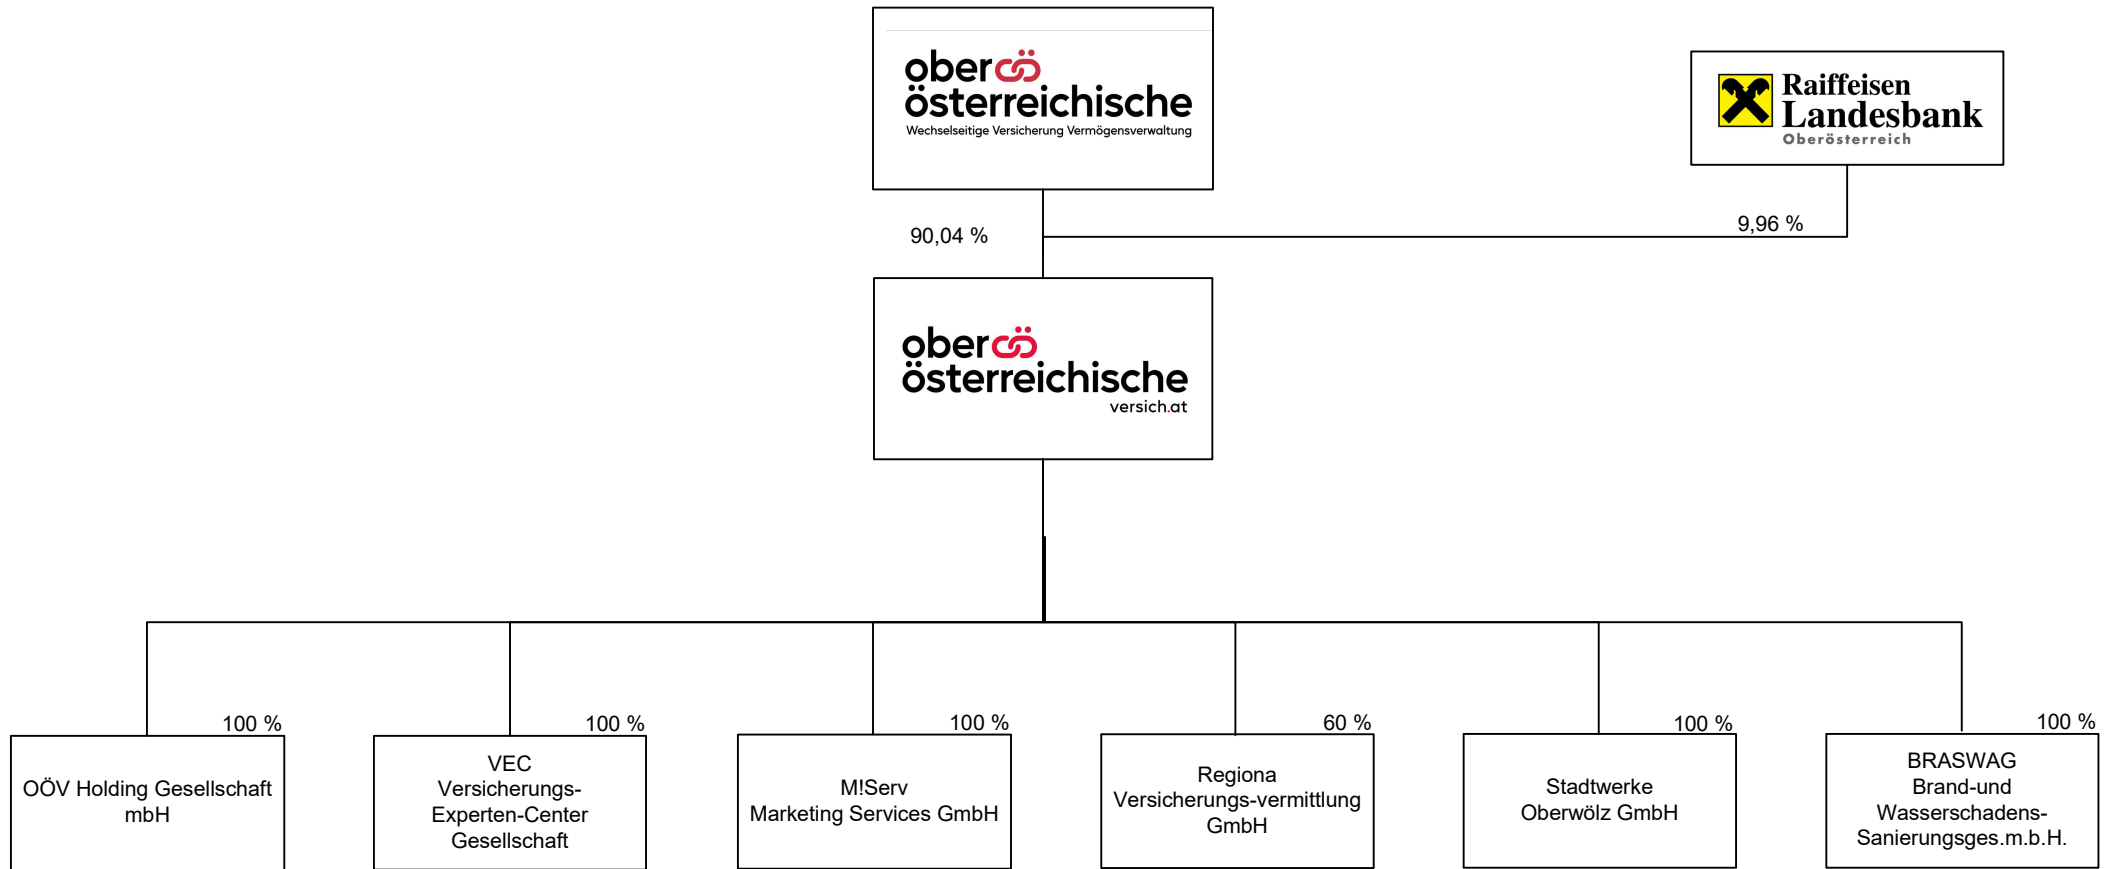 oberöö
österreichische
Wechselseitige Versicherung Vermögensverwaltung
Raiffeisen
Landesbank
Oberösterreich
90,04 %
9,96 %
oberöö
österreichische
versich.at
100 %
100 %
100 %
60 %
100 %
100 %
OÖV Holding Gesellschaft
mbH
VEC
Versicherungs-
Experten-Center
Gesellschaft
M!Serv
Marketing Services GmbH
Regiona
Versicherungs-vermittlung
GmbH
Stadtwerke
Oberwölz GmbH
BRASWAG
Brand-und
Wasserschadens-
Sanierungsges.m.b.H.